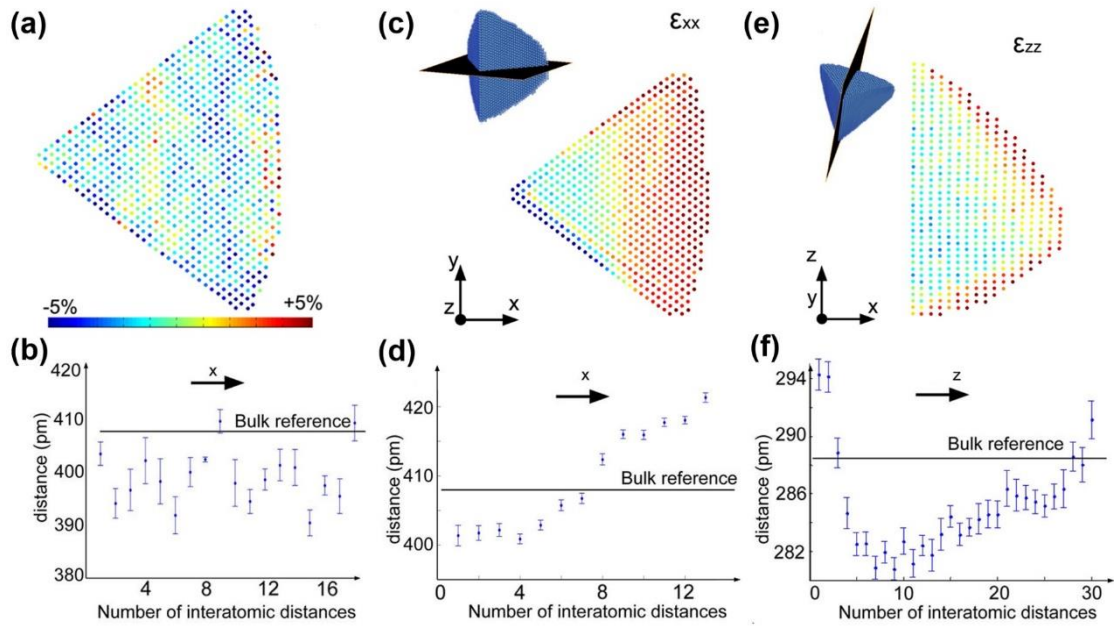 (a)
-5%
+5%
(b)
420
410
400
390
380
distance (pm)
x
Bulk reference
4
8
12
16
Number of interatomic distances
(c)
εxx
y
z
x
(d)
420
410
400
distance (pm)
x
Bulk reference
0
4
8
12
Number of interatomic distances
(e)
εzz
z
y
x
(f)
294
290
286
282
distance (pm)
z
Bulk reference
0
10
20
30
Number of interatomic distances